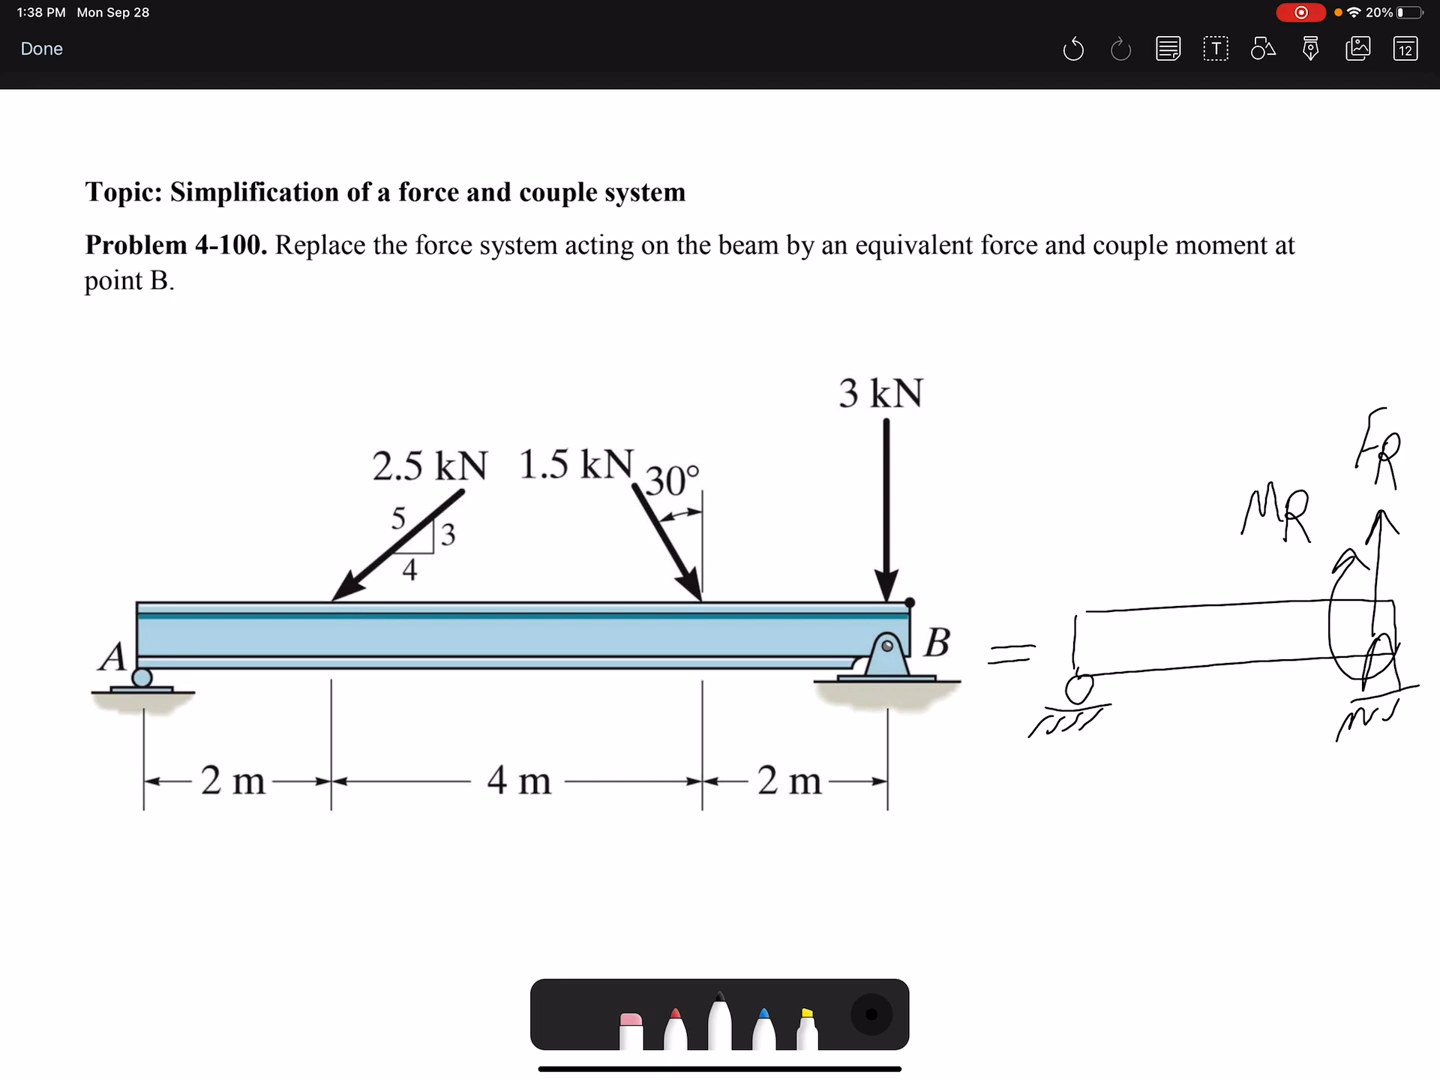 1:38 PM Mon Sep 28
20%
Done
T
12
Topic: Simplification of a force and couple system
Problem 4-100. Replace the force system acting on the beam by an equivalent force and couple moment at
point B.
3 kN
2.5 kN 1.5 kN 30°
5
3
4
FR
MR
A
B
=
2 m
4 m
2 m